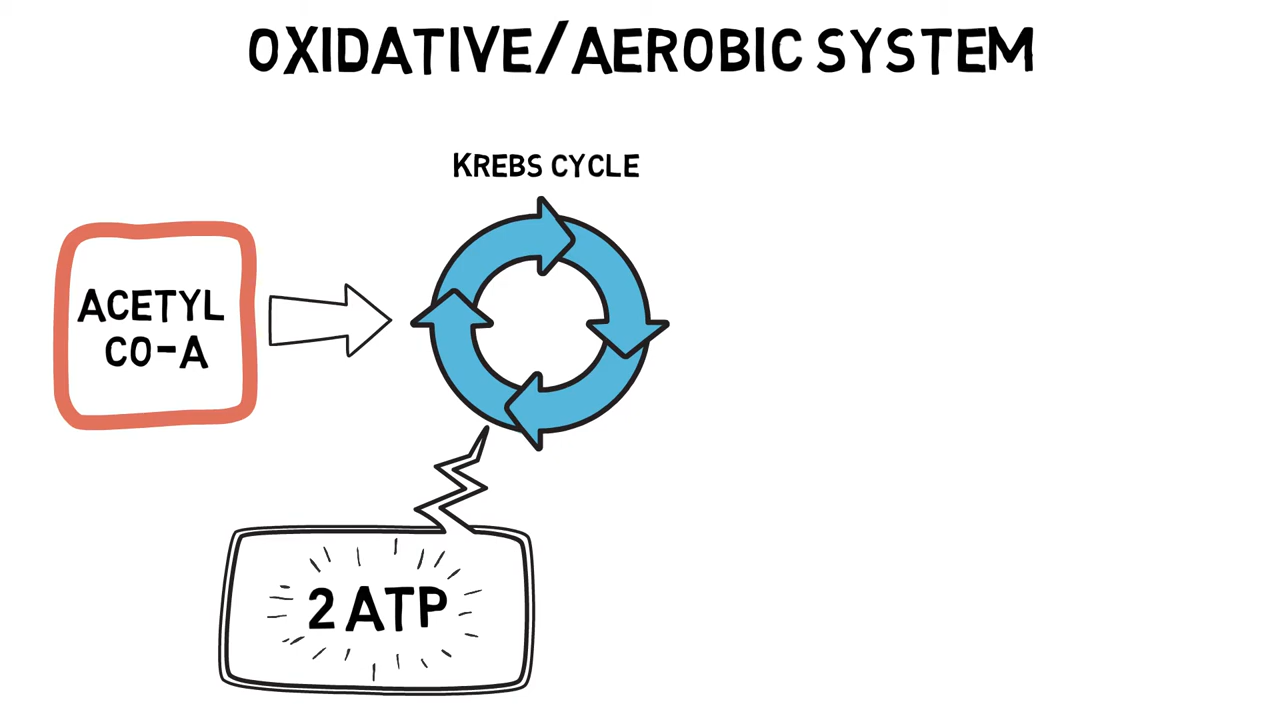 OXIDATIVE/AEROBIC SYSTEM
KREBS CYCLE
ACETYL
CO-A
2 ATP